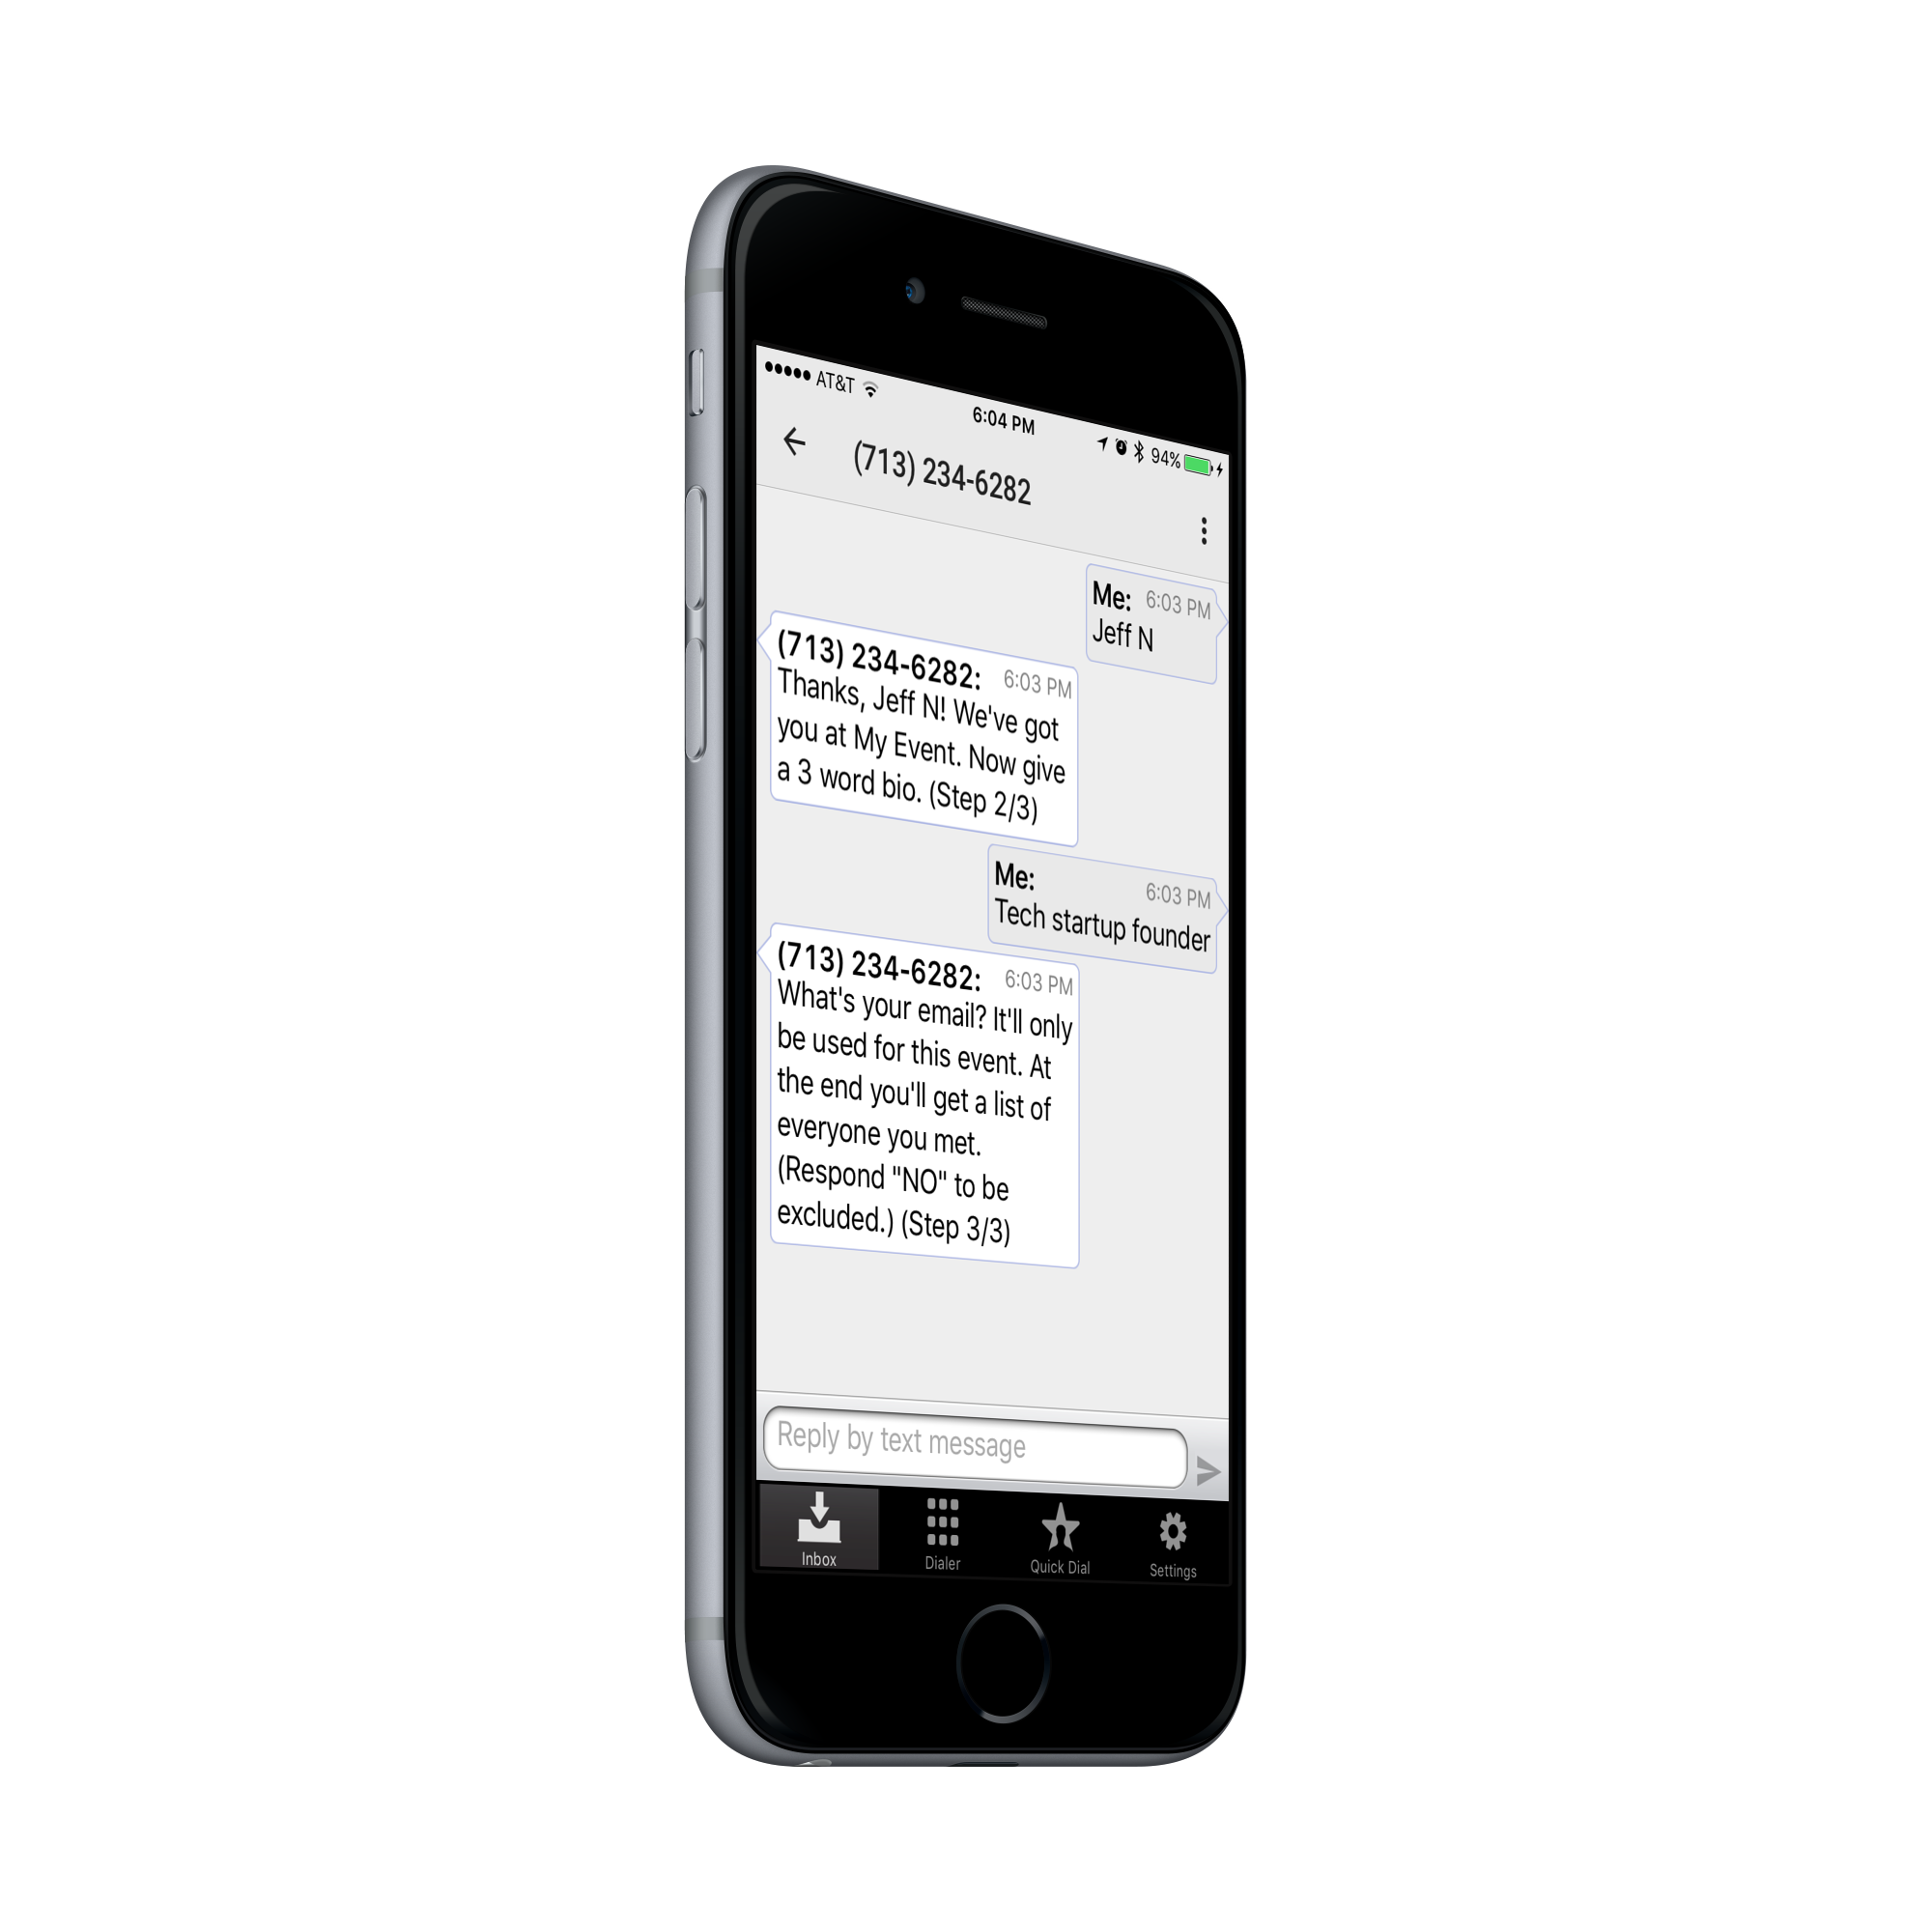 AT&T
6:04 PM
94%
(713) 234-6282
Me: 6:03 PM
Jeff N
(713) 234-6282: 6:03 PM
Thanks, Jeff N! We've got
you at My Event. Now give
a 3 word bio. (Step 2/3)
Me: 6:03 PM
Tech startup founder
(713) 234-6282: 6:03 PM
What's your email? It'll only
be used for this event. At
the end you'll get a list of
everyone you met.
(Respond "NO" to be
excluded.) (Step 3/3)
Reply by text message
Inbox
Dialer
Quick Dial
Settings